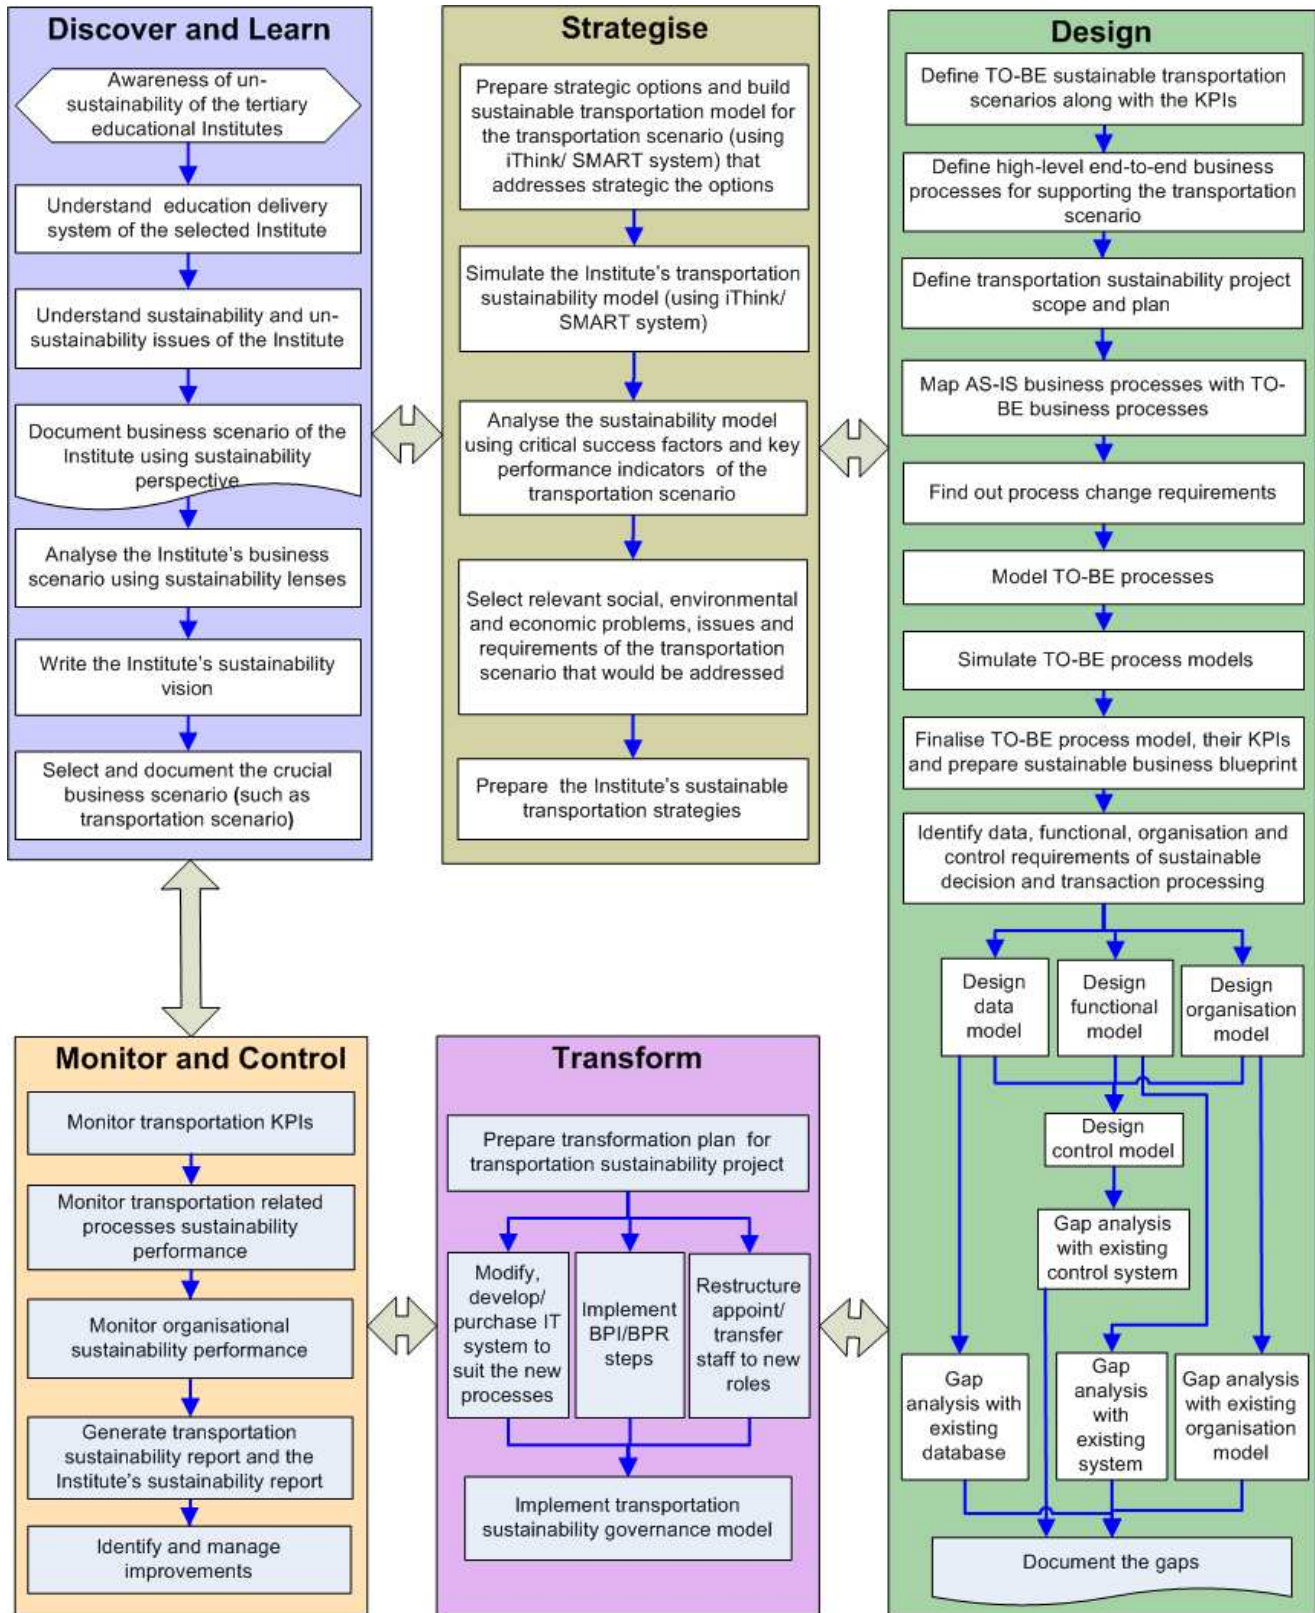 Discover and Learn
Awareness of un-
sustainability of the tertiary
educational Institutes
Understand education delivery
system of the selected Institute
Understand sustainability and un-
sustainability issues of the Institute
Document business scenario of the
Institute using sustainability
perspective
Analyse the Institute's business
scenario using sustainability lenses
Write the Institute's sustainability
vision
Select and document the crucial
business scenario (such as
transportation scenario)
Strategise
Prepare strategic options and build
sustainable transportation model for
the transportation scenario (using
iThink/ SMART system) that
addresses strategic the options
Simulate the Institute's transportation
sustainability model (using iThink/
SMART system)
Analyse the sustainability model
using critical success factors and key
performance indicators of the
transportation scenario
Select relevant social, environmental
and economic problems, issues and
requirements of the transportation
scenario that would be addressed
Prepare the Institute's sustainable
transportation strategies
Design
Define TO-BE sustainable transportation
scenarios along with the KPIs
Define high-level end-to-end business
processes for supporting the transportation
scenario
Define transportation sustainability project
scope and plan
Map AS-IS business processes with TO-
BE business processes
Find out process change requirements
Model TO-BE processes
Simulate TO-BE process models
Finalise TO-BE process model, their KPIs
and prepare sustainable business blueprint
Identify data, functional, organisation and
control requirements of sustainable
decision and transaction processing
Design
data
model
Design
functional
model
Design
organisation
model
Design
control model
Gap analysis
with existing
control system
Gap
analysis with
existing
database
Gap
analysis
with
existing
system
Gap analysis
with existing
organisation
model
Document the gaps
Monitor and Control
Monitor transportation KPIs
Monitor transportation related
processes sustainability
performance
Monitor organisational
sustainability performance
Generate transportation
sustainability report and the
Institute's sustainability report
Identify and manage
improvements
Transform
Prepare transformation plan for
transportation sustainability project
Modify,
develop/
purchase IT
system to
suit the new
processes
Implement
BPI/BPR
steps
Restructure
appoint/
transfer
staff to new
roles
Implement transportation
sustainability governance model